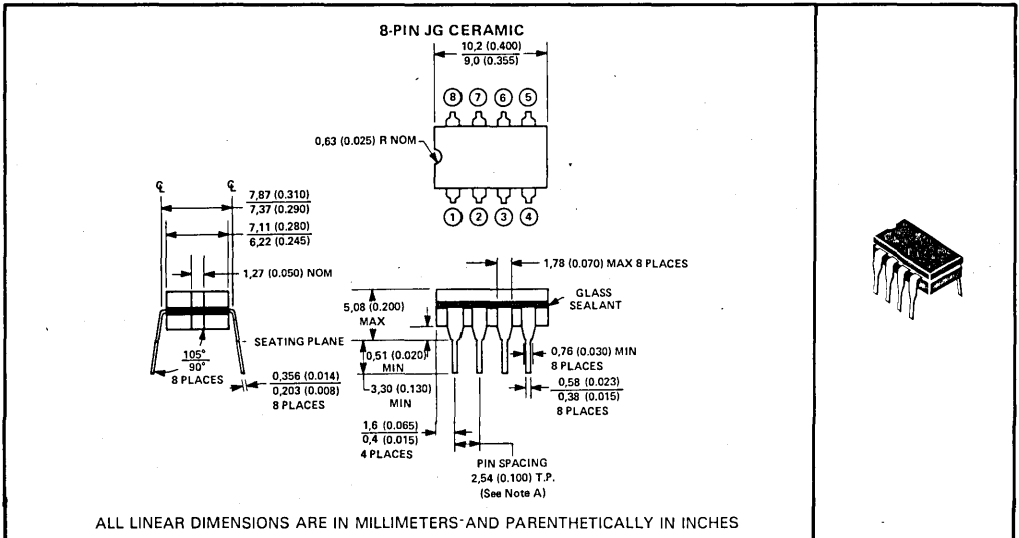 8-PIN JG CERAMIC
10,2 (0.400)
9,0 (0.355)
8 7 6 5
0,63 (0.025) R NOM
1 2 3 4
℄ ℄
7,87 (0.310)
7,37 (0.290)
7,11 (0.280)
6,22 (0.245)
1,27 (0.050) NOM
1,78 (0.070) MAX 8 PLACES
5,08 (0.200)
MAX
GLASS
SEALANT
SEATING PLANE
0,51 (0.020)
MIN
105°
90°
8 PLACES
0,76 (0.030) MIN
8 PLACES
0,356 (0.014)
0,203 (0.008)
8 PLACES
3,30 (0.130)
MIN
0,58 (0.023)
0,38 (0.015)
8 PLACES
1,6 (0.065)
0,4 (0.015)
4 PLACES
PIN SPACING
2,54 (0.100) T.P.
(See Note A)
ALL LINEAR DIMENSIONS ARE IN MILLIMETERS AND PARENTHETICALLY IN INCHES